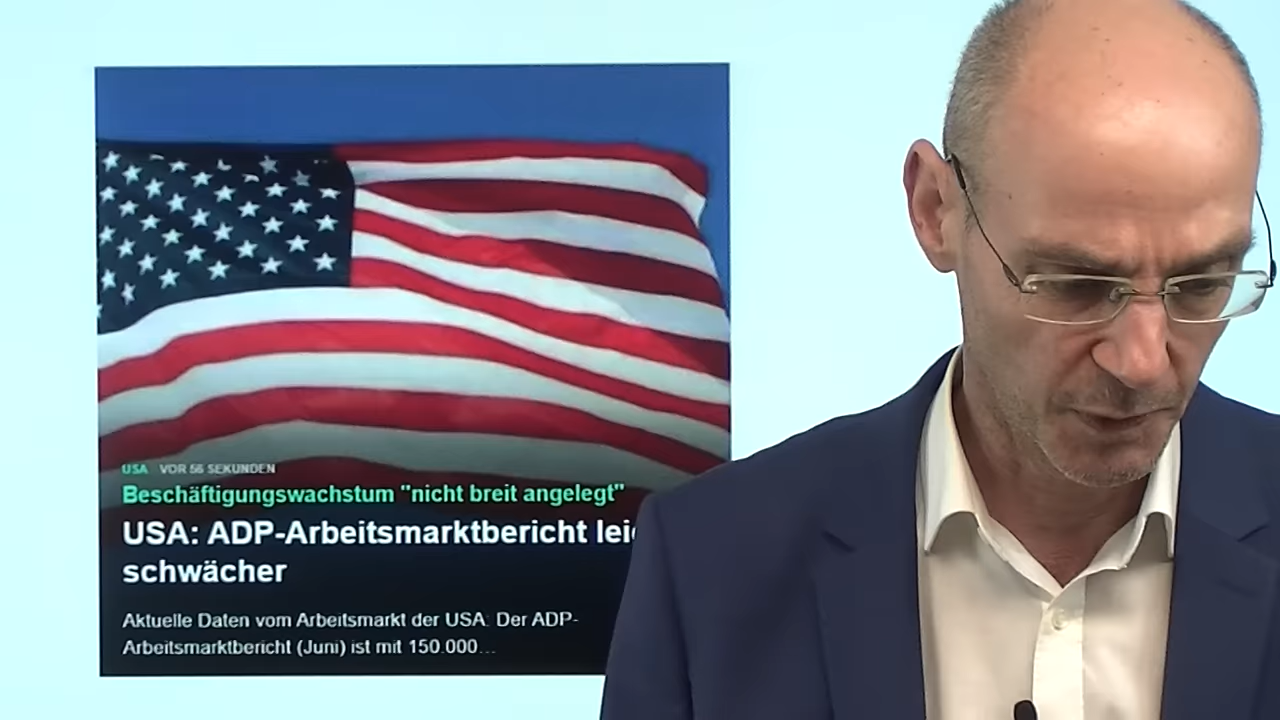 USA VOR 56 SEKUNDEN
Beschäftigungswachstum "nicht breit angelegt"
USA: ADP-Arbeitsmarktbericht lei
schwächer
Aktuelle Daten vom Arbeitsmarkt der USA: Der ADP-
Arbeitsmarktbericht (Juni) ist mit 150.000...